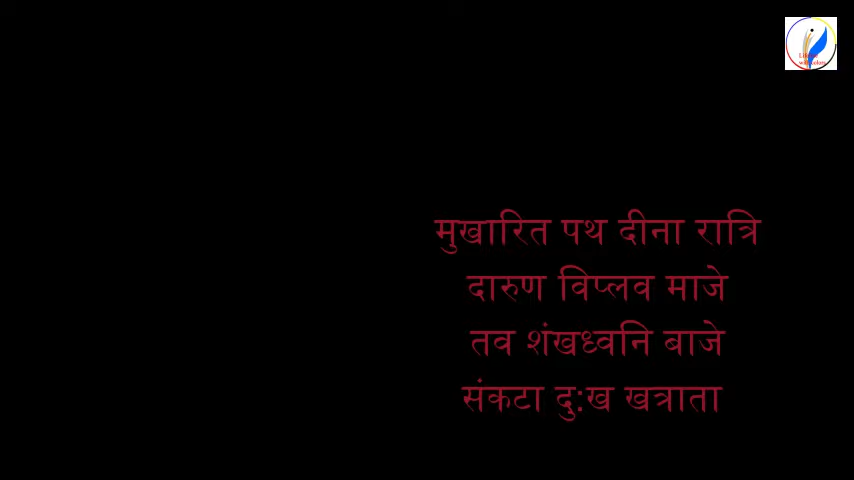 मुखारित पथ दीना रात्रि
दारुण विप्लव माजे
तव शंखध्वनि बाजे
संकटा दु:ख खत्राता